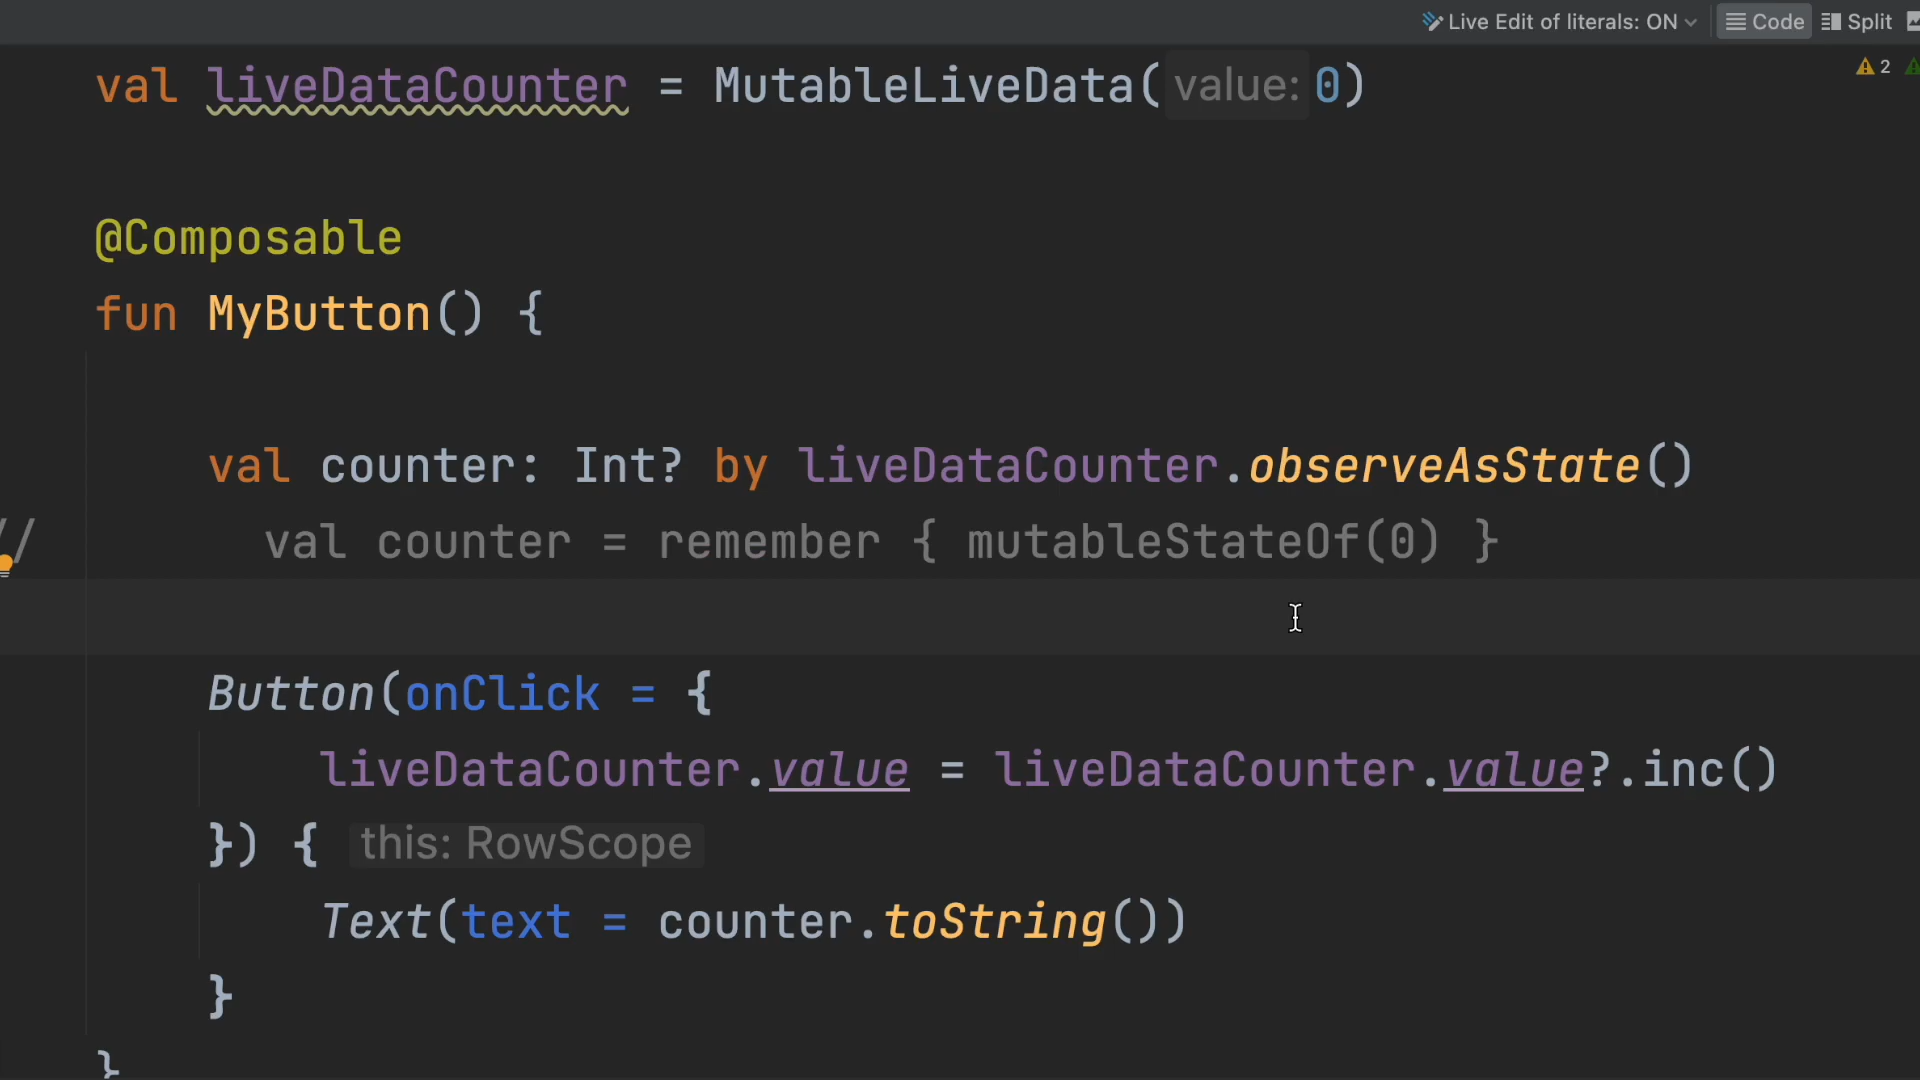 Live Edit of literals: ON Code Split
2
val liveDataCounter = MutableLiveData( value: 0)
@Composable
fun MyButton() {
val counter: Int? by liveDataCounter.observeAsState()
// val counter = remember { mutableStateOf(0) }
Button(onClick = {
liveDataCounter.value = liveDataCounter.value?.inc()
}) { this: RowScope
Text(text = counter.toString())
}
}